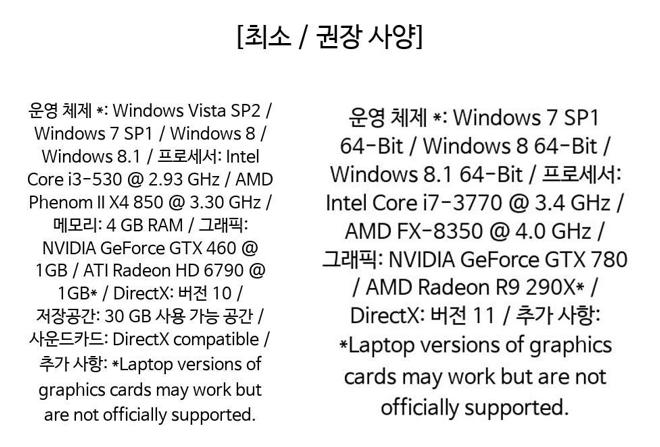 [최소 / 권장 사양]
운영 체제 *: Windows Vista SP2 /
Windows 7 SP1 / Windows 8 /
Windows 8.1 / 프로세서: Intel
Core i3-530 @ 2.93 GHz / AMD
Phenom II X4 850 @ 3.30 GHz /
메모리: 4 GB RAM / 그래픽:
NVIDIA GeForce GTX 460 @
1GB / ATI Radeon HD 6790 @
1GB* / DirectX: 버전 10 /
저장공간: 30 GB 사용 가능 공간 /
사운드카드: DirectX compatible /
추가 사항: *Laptop versions of
graphics cards may work but
are not officially supported.
운영 체제 *: Windows 7 SP1
64-Bit / Windows 8 64-Bit /
Windows 8.1 64-Bit / 프로세서:
Intel Core i7-3770 @ 3.4 GHz /
AMD FX-8350 @ 4.0 GHz /
그래픽: NVIDIA GeForce GTX 780
/ AMD Radeon R9 290X* /
DirectX: 버전 11 / 추가 사항:
*Laptop versions of graphics
cards may work but are not
officially supported.